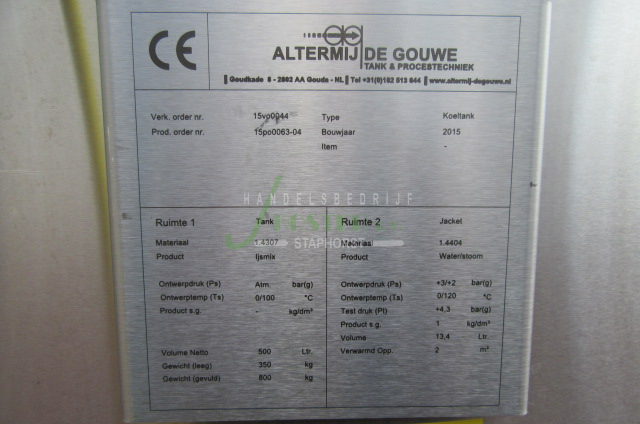 CE
ALTERMIJ DE GOUWE
TANK & PROCESTECHNIEK
Goudkade 8 - 2802 AA Gouda - NL | Tel +31(0)182 513 644 | www.altermij-degouwe.nl
Verk. order nr. 15vo0044 Type Koeltank
Prod. order nr. 15po0063-04 Bouwjaar 2015
Item -
HANDELSBEDRIJF
STAPHORST
Ruimte 1 Tank
Materiaal 1.4307
Product Ijsmix
Ontwerpdruk (Ps) Atm. bar(g)
Ontwerptemp (Ts) 0/100 °C
Product s.g. - kg/dm³
Volume Netto 500 Ltr.
Gewicht (leeg) 350 kg
Gewicht (gevuld) 800 kg
Ruimte 2 Jacket
Materiaal 1.4404
Product Water/stoom
Ontwerpdruk (Ps) +3/+2 bar(g)
Ontwerptemp (Ts) 0/120 °C
Test druk (Pt) +4,3 bar(g)
Product s.g. 1 kg/dm³
Volume 13,4 Ltr.
Verwarmd Opp. 2 m²